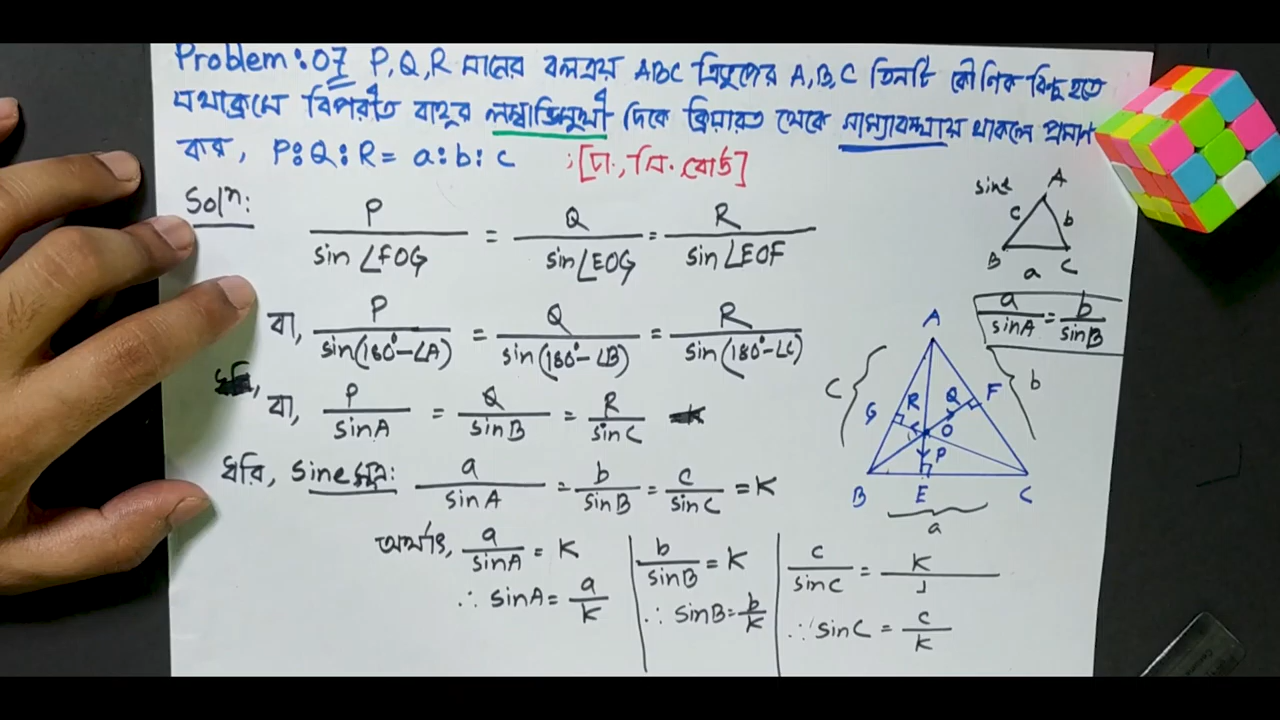 Problem: 07 P, Q, R মানের বলত্রয় ABC ত্রিভুজের A, B, C তিনটি কৌণিক বিন্দু হতে
যথাক্রমে বিপরীত বাহুর লম্বাভিমুখী দিকে ক্রিয়ারত থেকে সাম্যাবস্থায় থাকলে প্রমাণ
কর, P:Q:R = a:b:c [ঢা., সি. বোর্ড]
Solⁿ:
P/sin∠FOG = Q/sin∠EOG = R/sin∠EOF
বা, P/sin(180°-∠A) = Q/sin(180°-∠B) = R/sin(180°-∠C)
বা, P/sinA = Q/sinB = R/sinC
ধরি, Sine সূত্র: a/sinA = b/sinB = c/sinC = K
অর্থাৎ, a/sinA = K
∴ sinA = a/K
b/sinB = K
∴ sinB = b/K
c/sinC = K/1
∴ sinC = c/K
A
c b
B C
a
a/sinA = b/sinB
A
c b
G R Q F
O
P
B E C
a